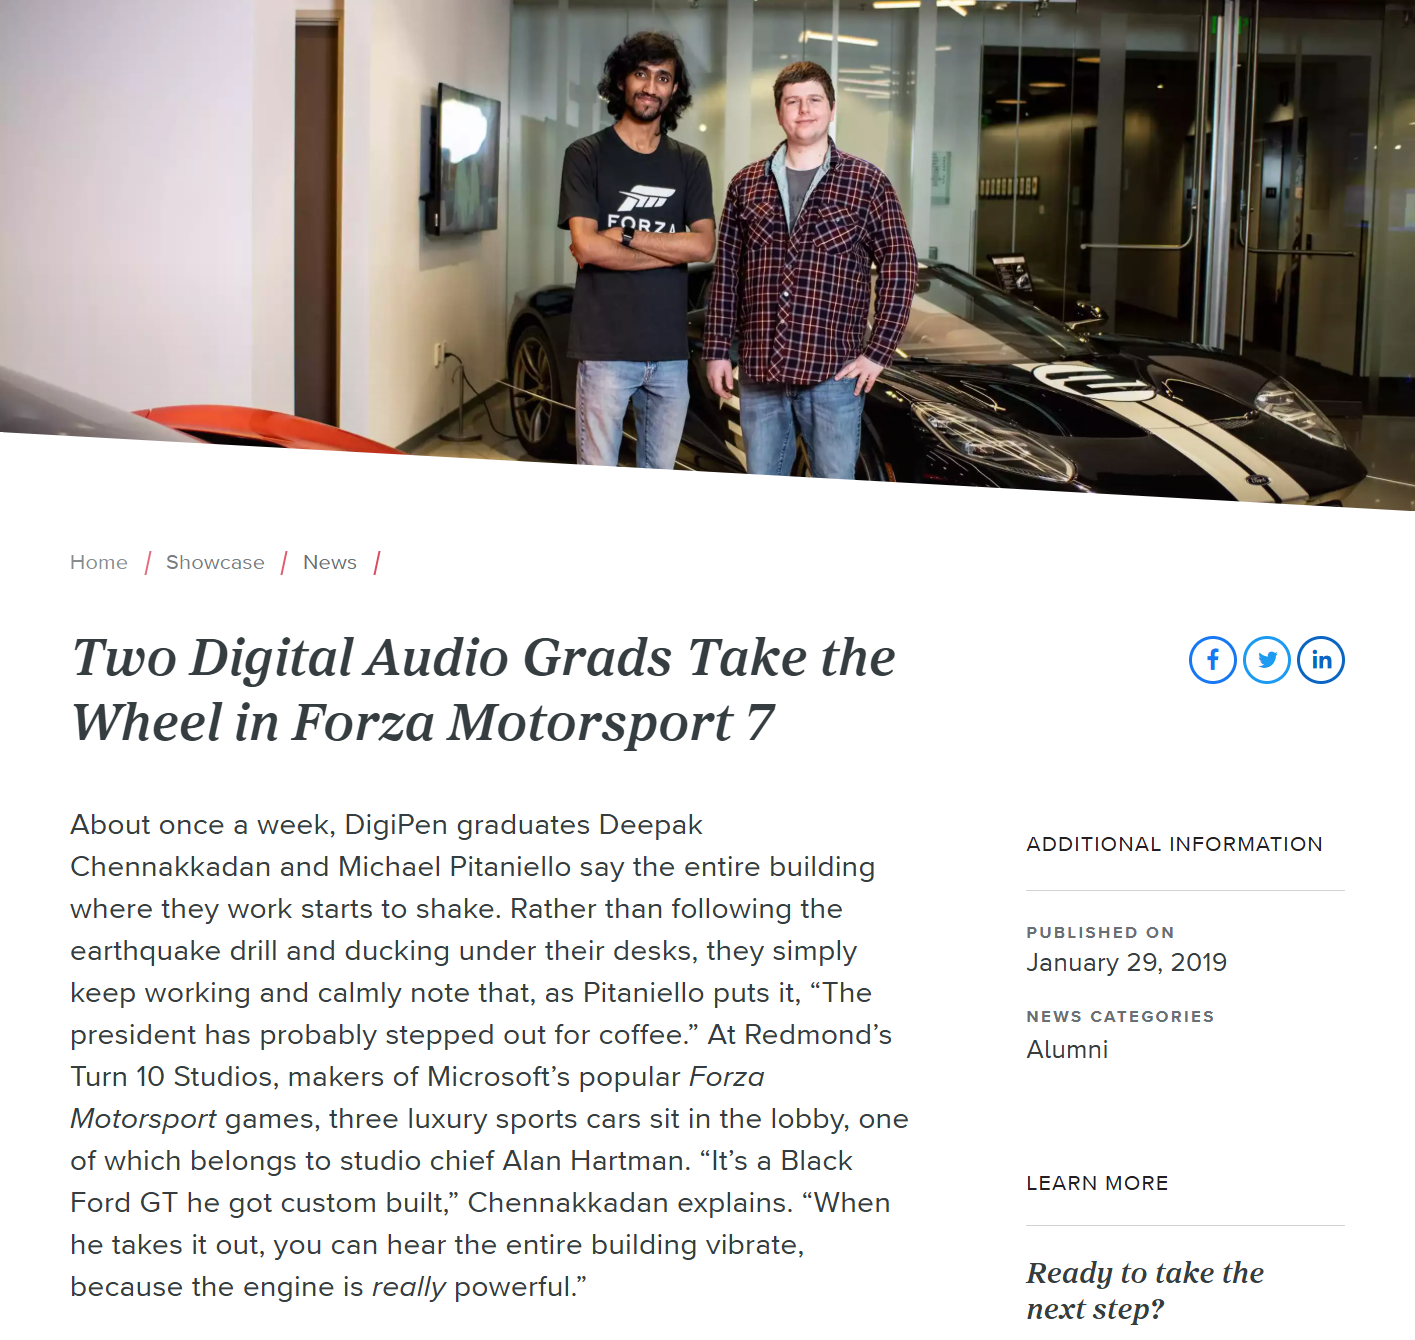 FORZA
Home / Showcase / News /
Two Digital Audio Grads Take the
Wheel in Forza Motorsport 7
About once a week, DigiPen graduates Deepak
Chennakkadan and Michael Pitaniello say the entire building
where they work starts to shake. Rather than following the
earthquake drill and ducking under their desks, they simply
keep working and calmly note that, as Pitaniello puts it, “The
president has probably stepped out for coffee.” At Redmond’s
Turn 10 Studios, makers of Microsoft’s popular Forza
Motorsport games, three luxury sports cars sit in the lobby, one
of which belongs to studio chief Alan Hartman. “It’s a Black
Ford GT he got custom built,” Chennakkadan explains. “When
he takes it out, you can hear the entire building vibrate,
because the engine is really powerful.”
ADDITIONAL INFORMATION
PUBLISHED ON
January 29, 2019
NEWS CATEGORIES
Alumni
LEARN MORE
Ready to take the
next step?